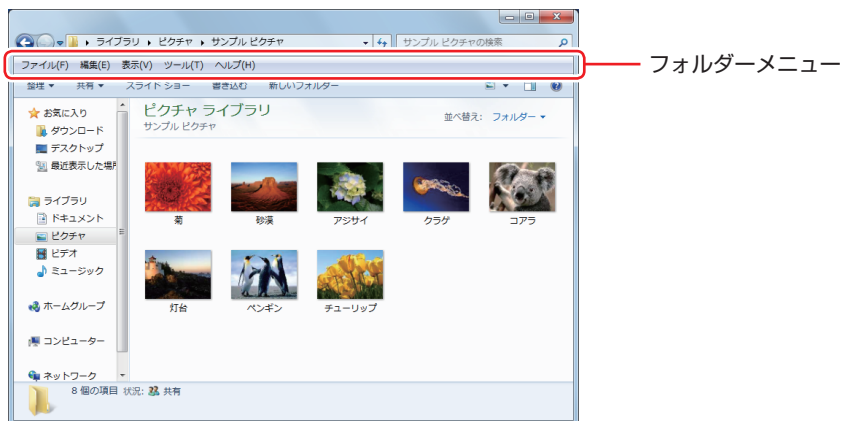 ライブラリ ▸ ピクチャ ▸ サンプル ピクチャ
サンプル ピクチャの検索
ファイル(F) 編集(E) 表示(V) ツール(T) ヘルプ(H)
フォルダーメニュー
整理 ▼ 共有 ▼ スライド ショー 書き込む 新しいフォルダー
お気に入り
ダウンロード
デスクトップ
最近表示した場所
ライブラリ
ドキュメント
ピクチャ
ビデオ
ミュージック
ホームグループ
コンピューター
ネットワーク
ピクチャ ライブラリ
サンプル ピクチャ
並べ替え: フォルダー ▼
菊 砂漠 アジサイ クラゲ コアラ
灯台 ペンギン チューリップ
8 個の項目 状況: 共有